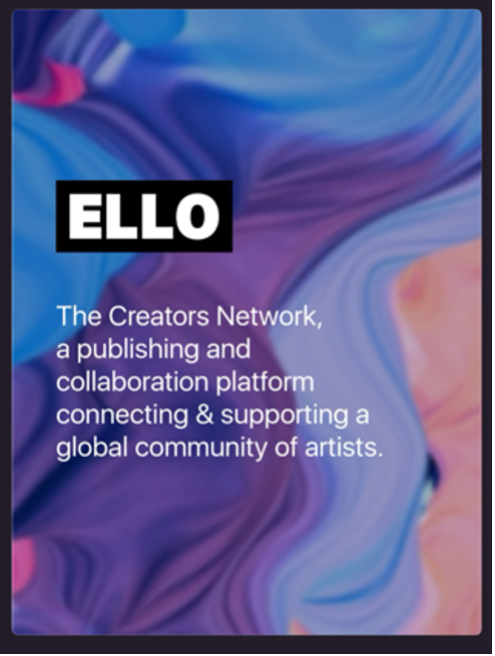 ELLO
The Creators Network,
a publishing and
collaboration platform
connecting & supporting a
global community of artists.